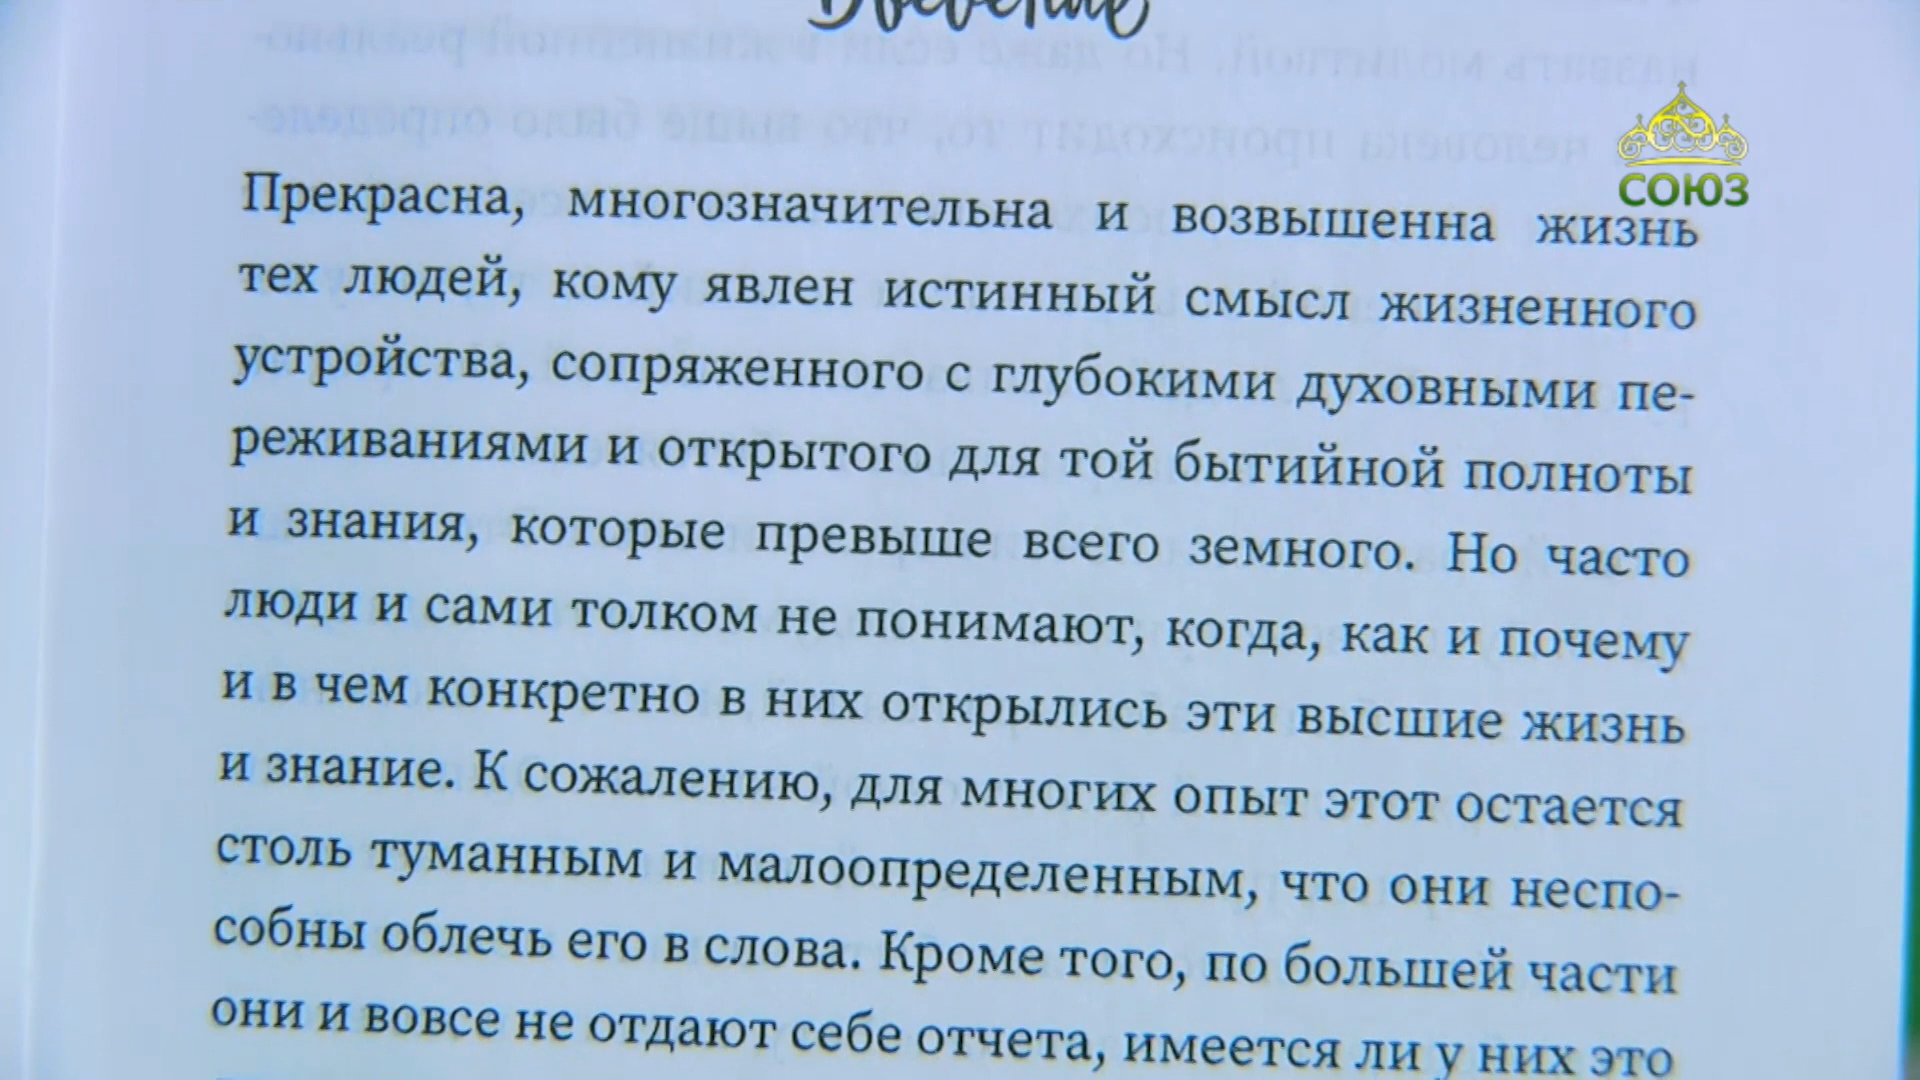 Введение
СОЮЗ
Прекрасна, многозначительна и возвышенна жизнь
тех людей, кому явлен истинный смысл жизненного
устройства, сопряженного с глубокими духовными пе-
реживаниями и открытого для той бытийной полноты
и знания, которые превыше всего земного. Но часто
люди и сами толком не понимают, когда, как и почему
и в чем конкретно в них открылись эти высшие жизнь
и знание. К сожалению, для многих опыт этот остается
столь туманным и малоопределенным, что они неспо-
собны облечь его в слова. Кроме того, по большей части
они и вовсе не отдают себе отчета, имеется ли у них это